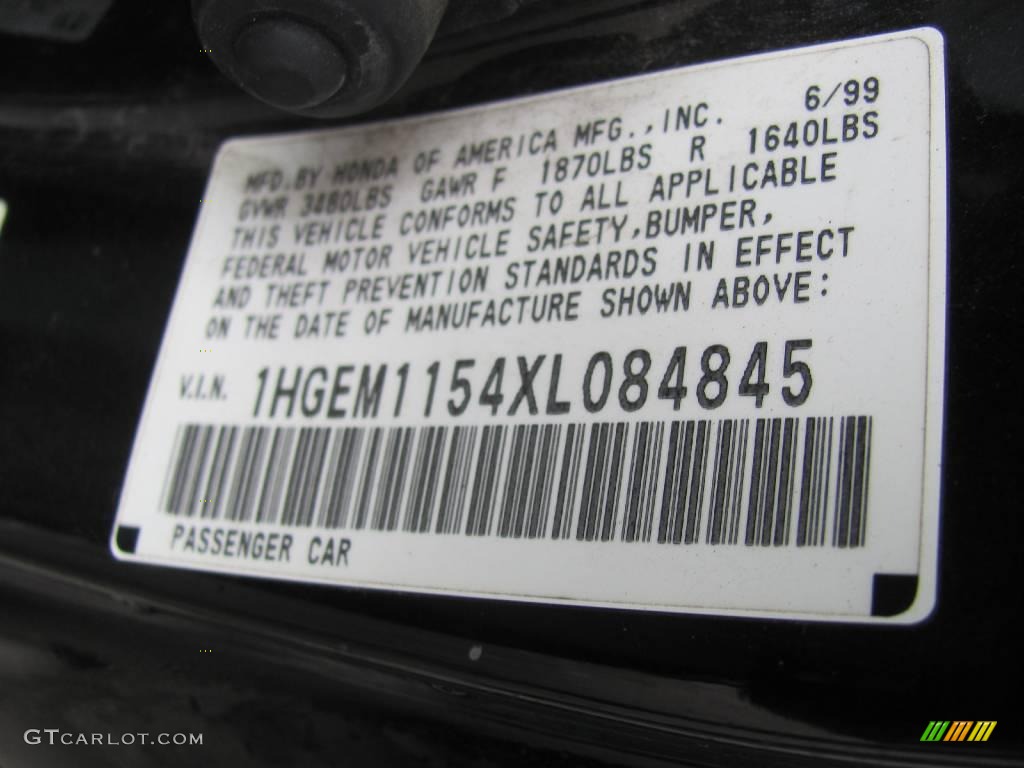 MFD.BY HONDA OF AMERICA MFG.,INC. 6/99
GVWR 3480LBS GAWR F 1870LBS R 1640LBS
THIS VEHICLE CONFORMS TO ALL APPLICABLE
FEDERAL MOTOR VEHICLE SAFETY,BUMPER,
AND THEFT PREVENTION STANDARDS IN EFFECT
ON THE DATE OF MANUFACTURE SHOWN ABOVE:
V.I.N. 1HGEM1154XL084845
PASSENGER CAR
GTCARLOT.COM